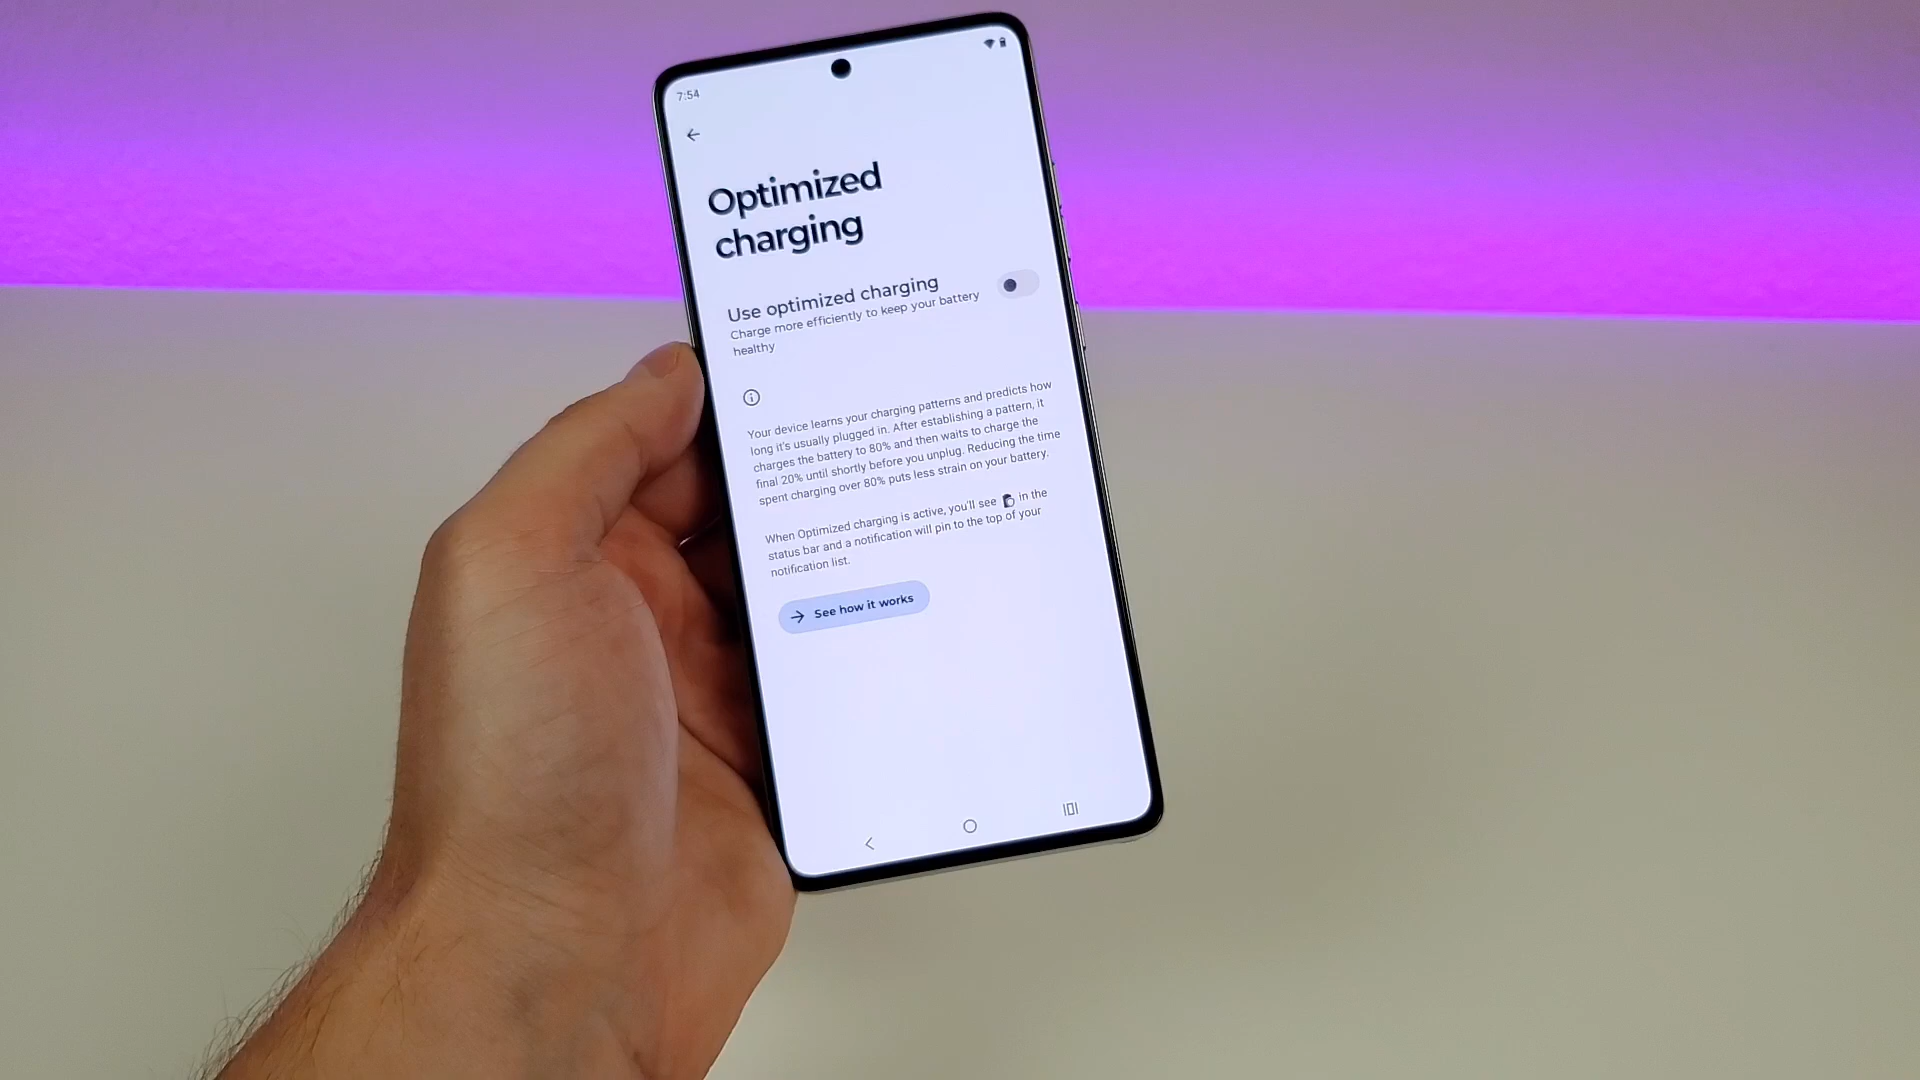 7:54
Optimized
charging
Use optimized charging
Charge more efficiently to keep your battery
healthy
Your device learns your charging patterns and predicts how
long it's usually plugged in. After establishing a pattern, it
charges the battery to 80% and then waits to charge the
final 20% until shortly before you unplug. Reducing the time
spent charging over 80% puts less strain on your battery.
When Optimized charging is active, you'll see in the
status bar and a notification will pin to the top of your
notification list.
See how it works